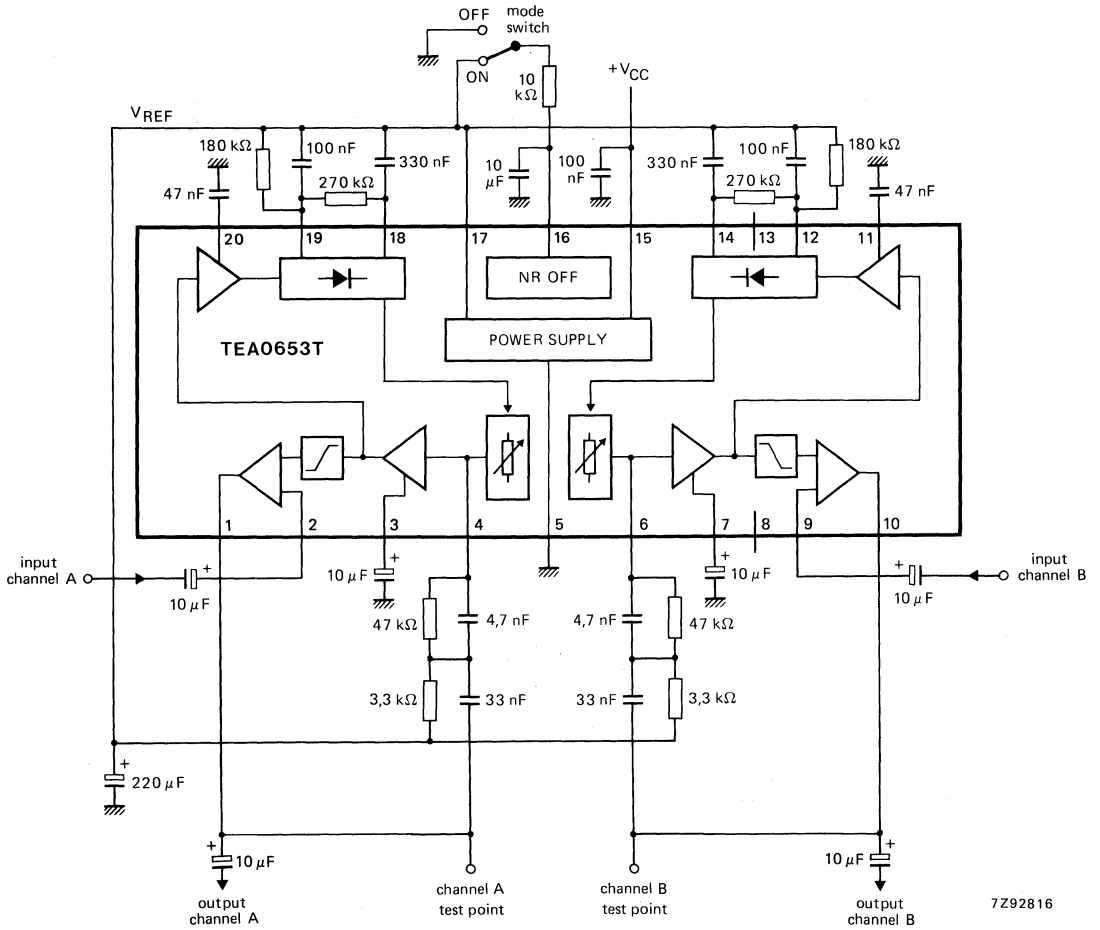 OFF
mode
switch
ON
10
kΩ
+VCC
VREF
180 kΩ
100 nF
330 nF
10
μF
100
nF
330 nF
100 nF
180 kΩ
47 nF
270 kΩ
270 kΩ
47 nF
20
19
18
17
16
15
14
13
12
11
NR OFF
POWER SUPPLY
TEA0653T
1
2
3
4
5
6
7
8
9
10
input
channel A
+
10 μF
+
10 μF
+
10 μF
+
10 μF
input
channel B
47 kΩ
4,7 nF
4,7 nF
47 kΩ
3,3 kΩ
33 nF
33 nF
3,3 kΩ
+
220 μF
+
10 μF
+
10 μF
output
channel A
channel A
test point
channel B
test point
output
channel B
7Z92816